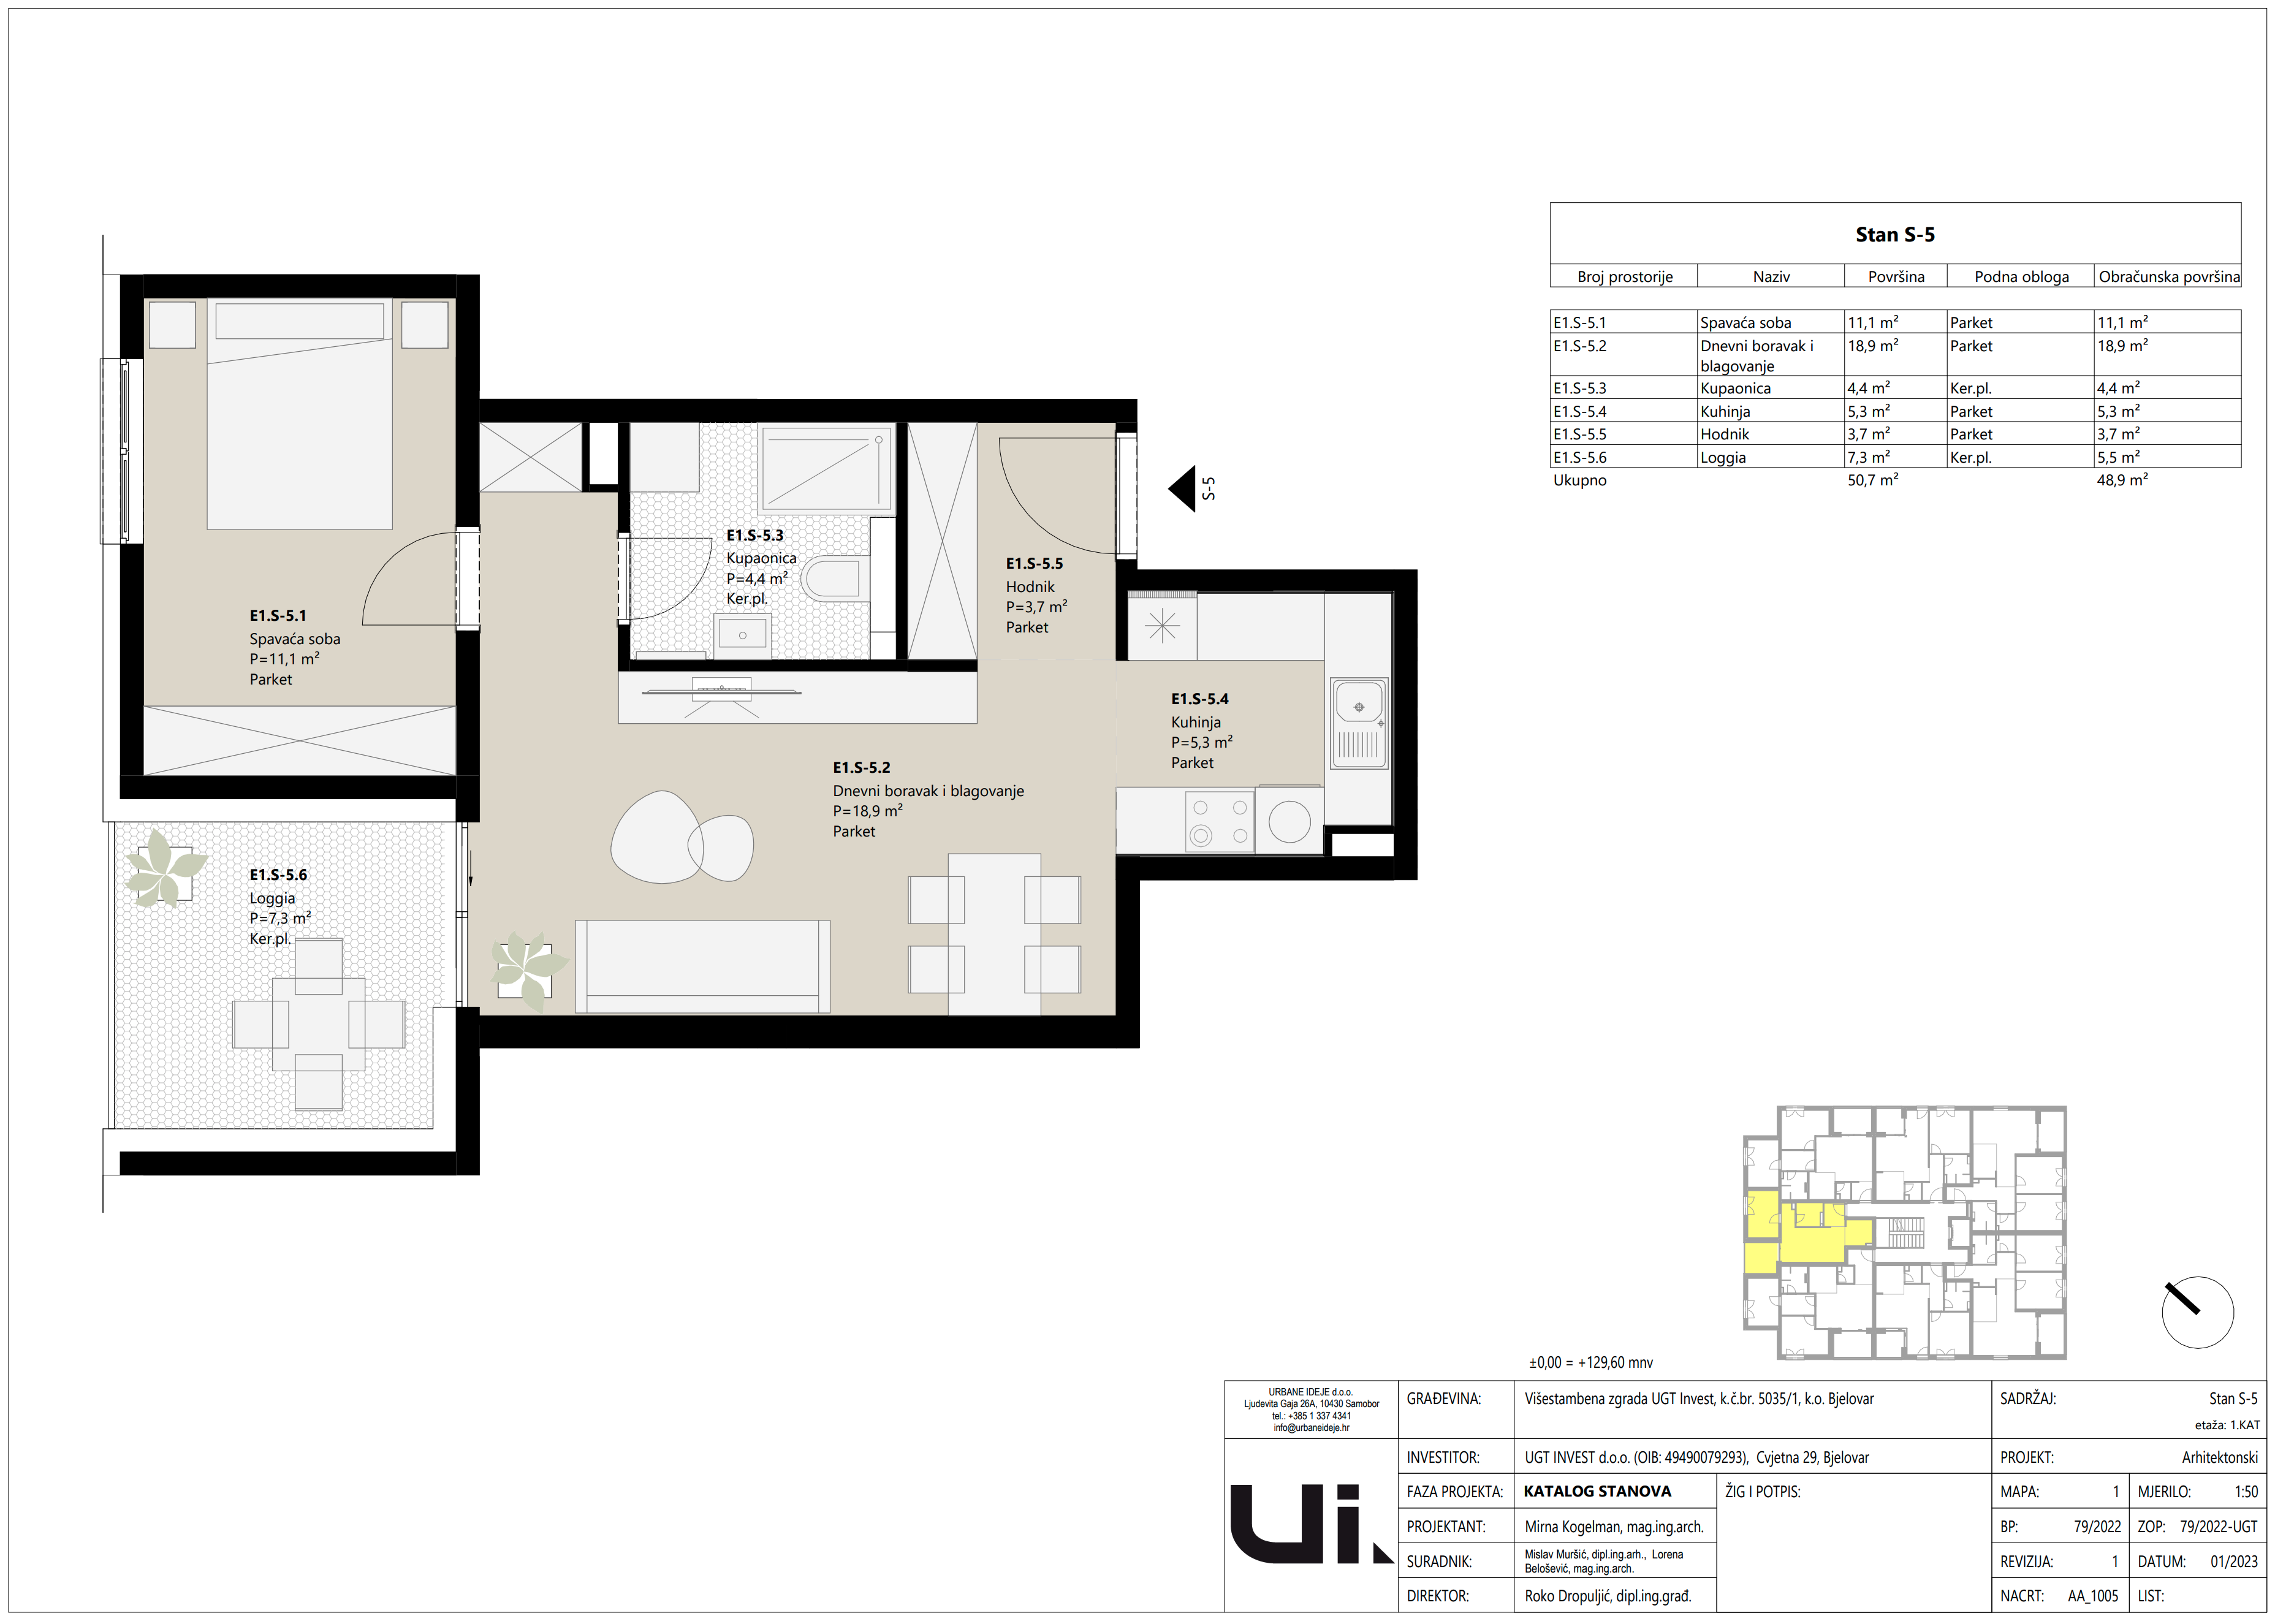 Stan S-5
Broj prostorije Naziv Površina Podna obloga Obračunska površina
E1.S-5.1 Spavaća soba 11,1 m² Parket 11,1 m²
E1.S-5.2 Dnevni boravak i 18,9 m² Parket 18,9 m²
blagovanje
E1.S-5.3 Kupaonica 4,4 m² Ker.pl. 4,4 m²
E1.S-5.4 Kuhinja 5,3 m² Parket 5,3 m²
E1.S-5.5 Hodnik 3,7 m² Parket 3,7 m²
E1.S-5.6 Loggia 7,3 m² Ker.pl. 5,5 m²
Ukupno 50,7 m² 48,9 m²
S-5
E1.S-5.3
Kupaonica
P=4,4 m²
Ker.pl.
E1.S-5.5
Hodnik
P=3,7 m²
Parket
E1.S-5.1
Spavaća soba
P=11,1 m²
Parket
E1.S-5.4
Kuhinja
P=5,3 m²
Parket
E1.S-5.2
Dnevni boravak i blagovanje
P=18,9 m²
Parket
E1.S-5.6
Loggia
P=7,3 m²
Ker.pl.
±0,00 = +129,60 mnv
URBANE IDEJE d.o.o.
Ljudevita Gaja 26A, 10430 Samobor
tel.: +385 1 337 4341
info@urbaneideje.hr
ui.
GRAĐEVINA: Višestambena zgrada UGT Invest, k.č.br. 5035/1, k.o. Bjelovar
INVESTITOR: UGT INVEST d.o.o. (OIB: 49490079293), Cvjetna 29, Bjelovar
FAZA PROJEKTA: KATALOG STANOVA
PROJEKTANT: Mirna Kogelman, mag.ing.arch.
SURADNIK: Mislav Muršić, dipl.ing.arh., Lorena
Belošević, mag.ing.arch.
DIREKTOR: Roko Dropuljić, dipl.ing.građ.
ŽIG I POTPIS:
SADRŽAJ: Stan S-5
etaža: 1.KAT
PROJEKT: Arhitektonski
MAPA: 1 MJERILO: 1:50
BP: 79/2022 ZOP: 79/2022-UGT
REVIZIJA: 1 DATUM: 01/2023
NACRT: AA_1005 LIST: